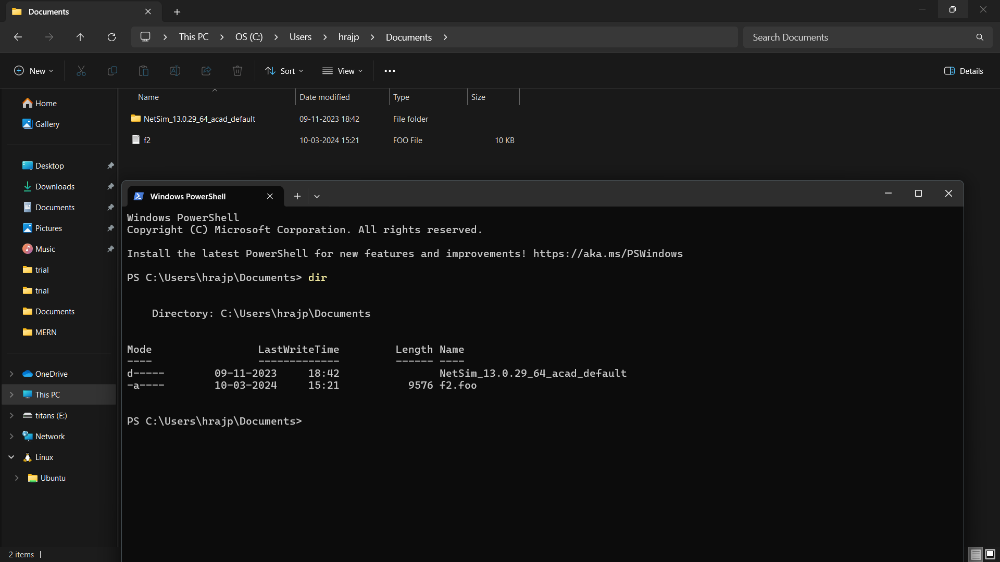 Documents
This PC > OS (C:) > Users > hrajp > Documents >
Search Documents
New
Sort
View
Details
Home
Gallery
Desktop
Downloads
Documents
Pictures
Music
trial
trial
Documents
MERN
OneDrive
This PC
titans (E:)
Network
Linux
Ubuntu
2 items
Name Date modified Type Size
NetSim_13.0.29_64_acad_default 09-11-2023 18:42 File folder
f2 10-03-2024 15:21 FOO File 10 KB
Windows PowerShell
Windows PowerShell
Copyright (C) Microsoft Corporation. All rights reserved.
Install the latest PowerShell for new features and improvements! https://aka.ms/PSWindows
PS C:\Users\hrajp\Documents> dir
Directory: C:\Users\hrajp\Documents
Mode LastWriteTime Length Name
---- ------------- ------ ----
d----- 09-11-2023 18:42 NetSim_13.0.29_64_acad_default
-a---- 10-03-2024 15:21 9576 f2.foo
PS C:\Users\hrajp\Documents>